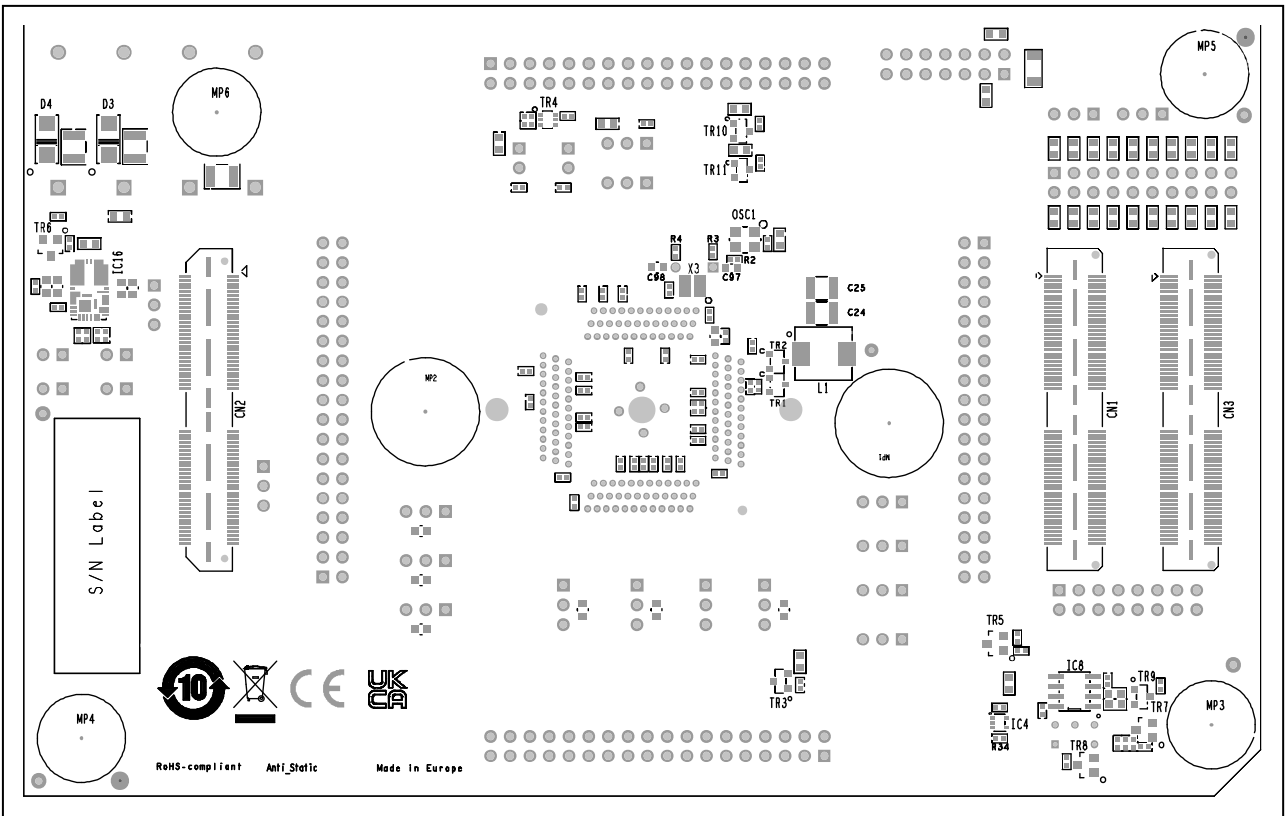 MP5
MP6
D4
D3
TR4
TR10
TR11
OSC1
TR6
IC16
R4
R3
R2
X3
C98
C97
C25
C24
TR2
TR1
L1
MP2
MP1
CN2
CN1
CN3
S/N Label
TR5
IC8
TR9
TR7
MP3
IC4
R34
TR8
TR3
MP4
10
CE
UK
CA
RoHS-compliant
Anti_Static
Made in Europe